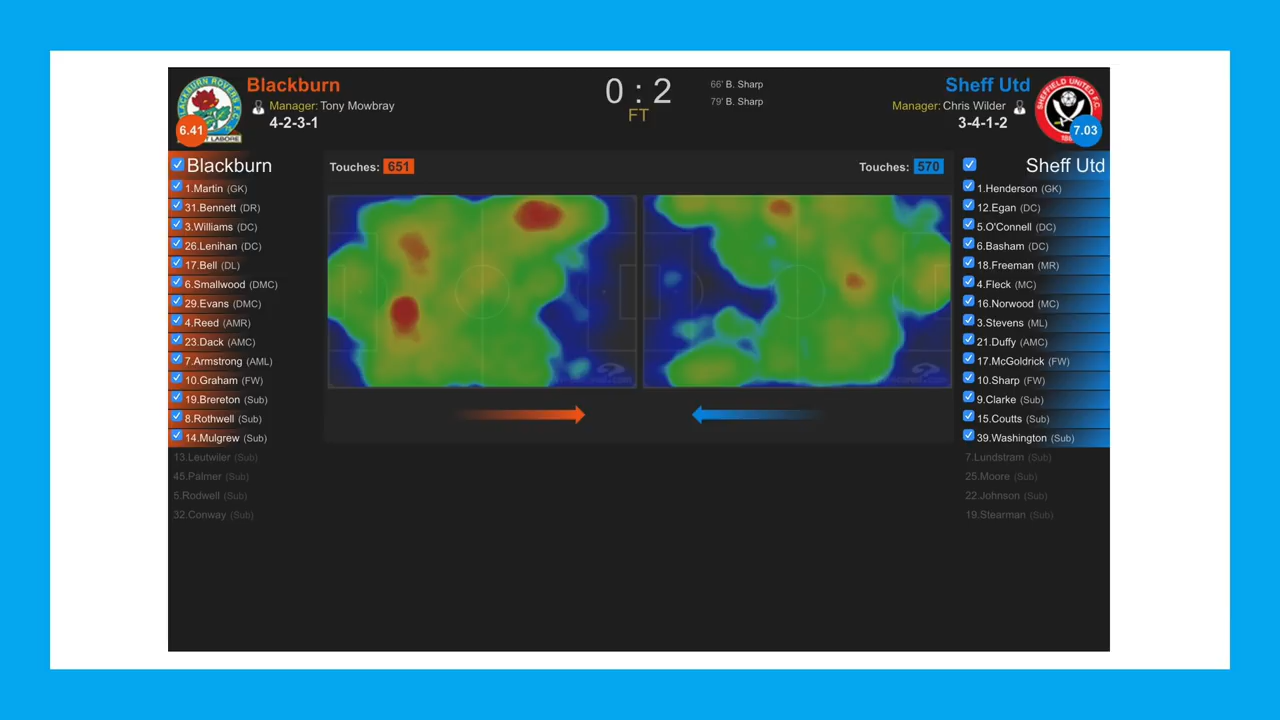 Blackburn
Manager: Tony Mowbray
4-2-3-1
6.41
0 : 2
FT
66' B. Sharp
79' B. Sharp
Sheff Utd
Manager: Chris Wilder
3-4-1-2
SHEFFIELD UNITED F.C.
7.03
Blackburn
1.Martin (GK)
31.Bennett (DR)
3.Williams (DC)
26.Lenihan (DC)
17.Bell (DL)
6.Smallwood (DMC)
29.Evans (DMC)
4.Reed (AMR)
23.Dack (AMC)
7.Armstrong (AML)
10.Graham (FW)
19.Brereton (Sub)
8.Rothwell (Sub)
14.Mulgrew (Sub)
13.Leutwiler (Sub)
45.Palmer (Sub)
5.Rodwell (Sub)
32.Conway (Sub)
Touches: 651
Touches: 570
Sheff Utd
1.Henderson (GK)
12.Egan (DC)
5.O'Connell (DC)
6.Basham (DC)
18.Freeman (MR)
4.Fleck (MC)
16.Norwood (MC)
3.Stevens (ML)
21.Duffy (AMC)
17.McGoldrick (FW)
10.Sharp (FW)
9.Clarke (Sub)
15.Coutts (Sub)
39.Washington (Sub)
7.Lundstram (Sub)
25.Moore (Sub)
22.Johnson (Sub)
19.Stearman (Sub)